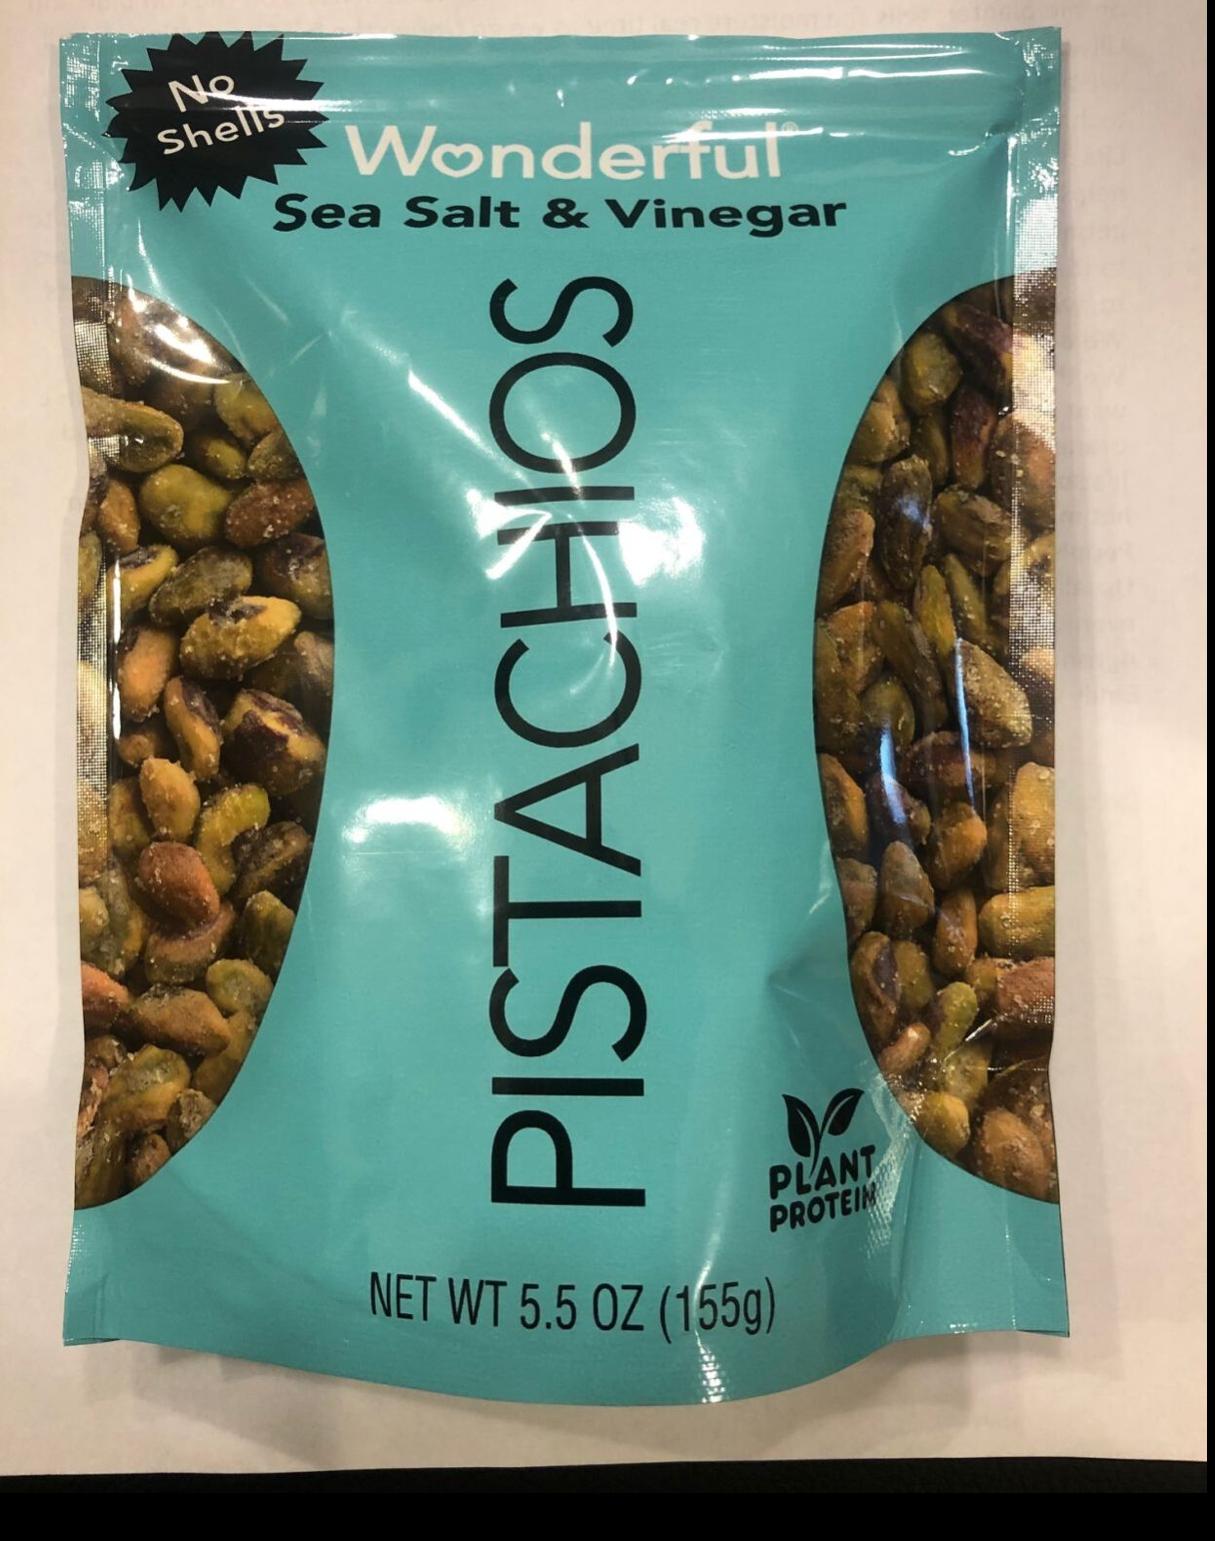 No
Shells
Wonderful®
Sea Salt & Vinegar
PISTACHIOS
PLANT
PROTEIN
NET WT 5.5 OZ (155g)